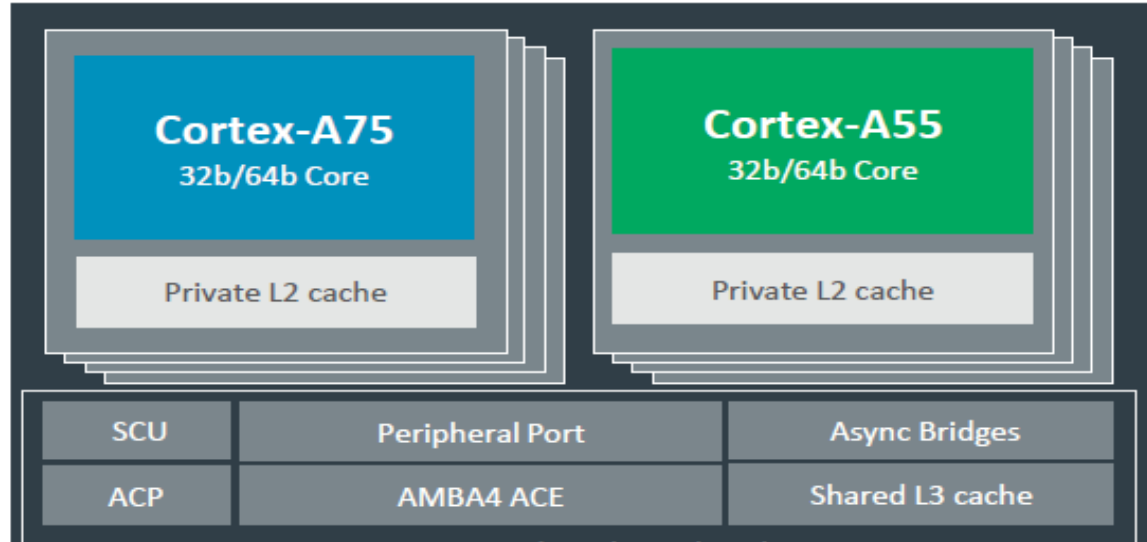 Cortex-A75
32b/64b Core
Private L2 cache
Cortex-A55
32b/64b Core
Private L2 cache
SCU
Peripheral Port
Async Bridges
ACP
AMBA4 ACE
Shared L3 cache